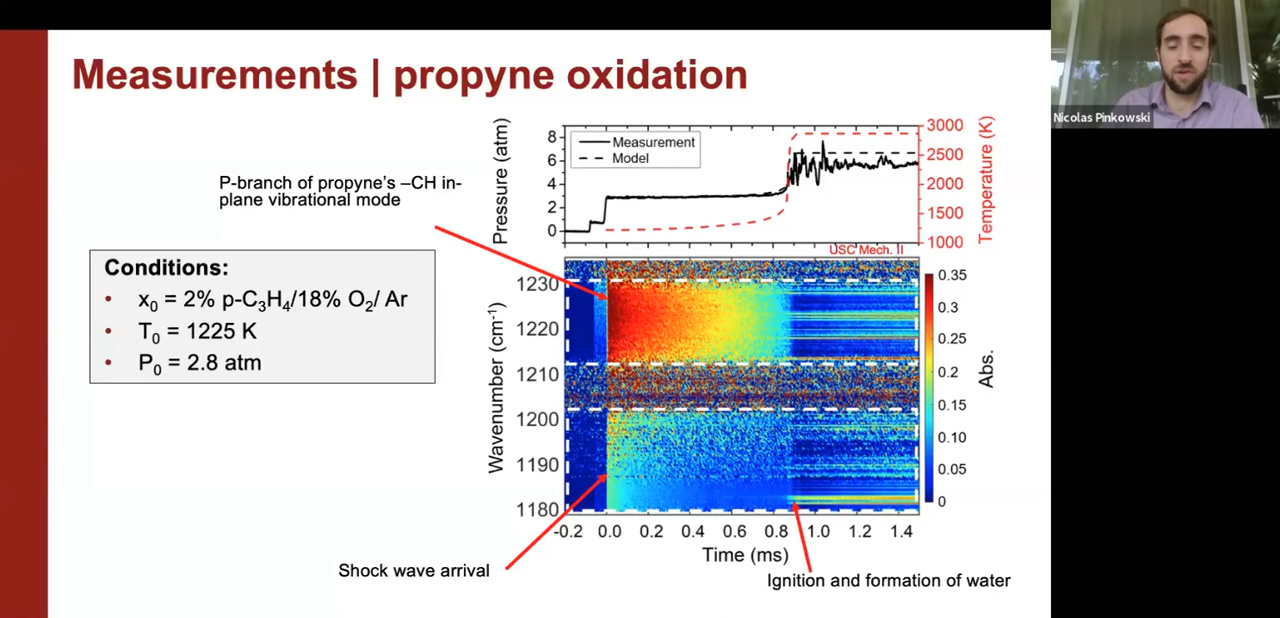 Measurements | propyne oxidation
Nicolas Pinkowski
P-branch of propyne's –CH in-
plane vibrational mode
Conditions:
• x₀ = 2% p-C₃H₄/18% O₂/ Ar
• T₀ = 1225 K
• P₀ = 2.8 atm
Pressure (atm)
8
6
4
2
0
Measurement
Model
3000
2500
2000
1500
1000
Temperature (K)
USC Mech. II
Wavenumber (cm⁻¹)
1230
1220
1210
1200
1190
1180
0.35
0.3
0.25
0.2
0.15
0.10
0.05
0
Abs.
-0.2 0.0 0.2 0.4 0.6 0.8 1.0 1.2 1.4
Time (ms)
Shock wave arrival
Ignition and formation of water